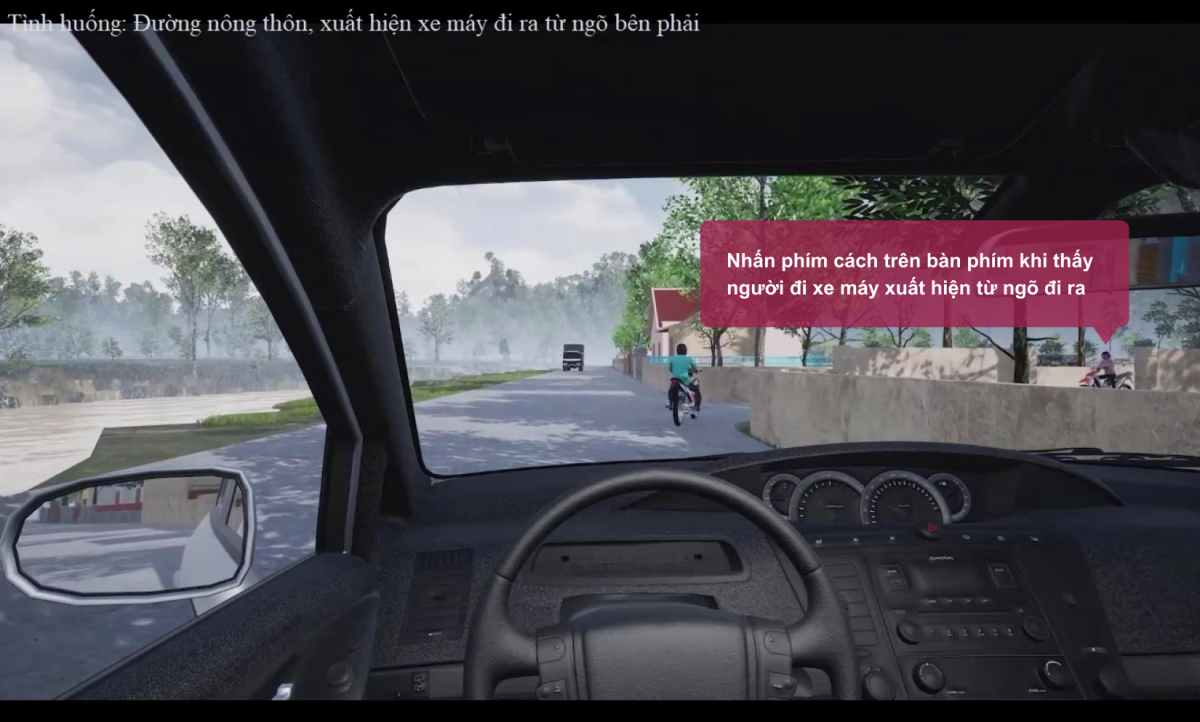 Tình huống: Đường nông thôn, xuất hiện xe máy đi ra từ ngõ bên phải
Nhấn phím cách trên bàn phím khi thấy
người đi xe máy xuất hiện từ ngõ đi ra